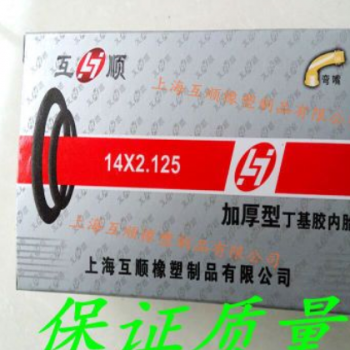 互 顺
弯嘴
上海互顺橡塑制品有限
14X2.125
加厚型丁基胶内胎
上海互顺橡塑制品有限公司
上海互顺橡塑制品有限公司
保证质量